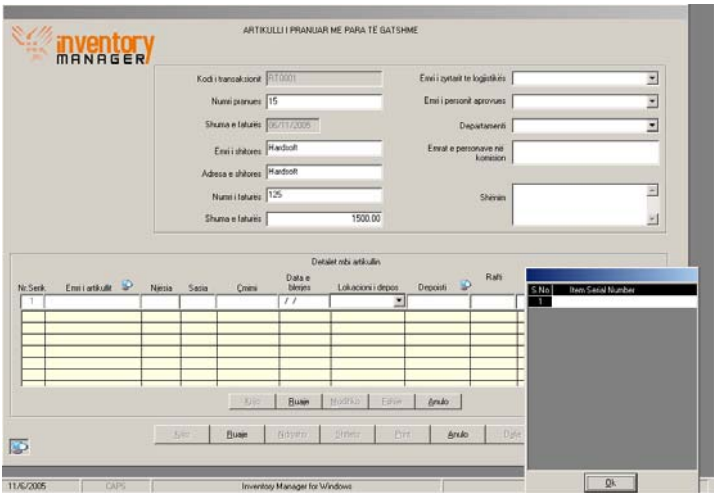 ARTIKULLI I PRANUAR ME PARA TË GATSHME
inventory
MANAGER
Kodi i transaksionit RT0001
Numri pranues 15
Shuma e faturës 06/11/2005
Emri i shitores Hardsoft
Adresa e shitores Hardsoft
Numri i faturës 125
Shuma e faturës 1500.00
Emri i zyrtarit te logjistikës
Emri i personit aprovues
Departamenti
Emrat e personave në komision
Shënim
Detalet mbi artikullin
Nr.Serik Emri i artikullit Njësia Sasia Çmimi Data e blerjes Lokacioni i depos Depoisti Rafti
1 / /
S.No Item Serial Number
1
Ruaje Modifiko Anulo
Ruaje Print Anulo
Ok
11/6/2005 CAPS Inventory Manager for Windows